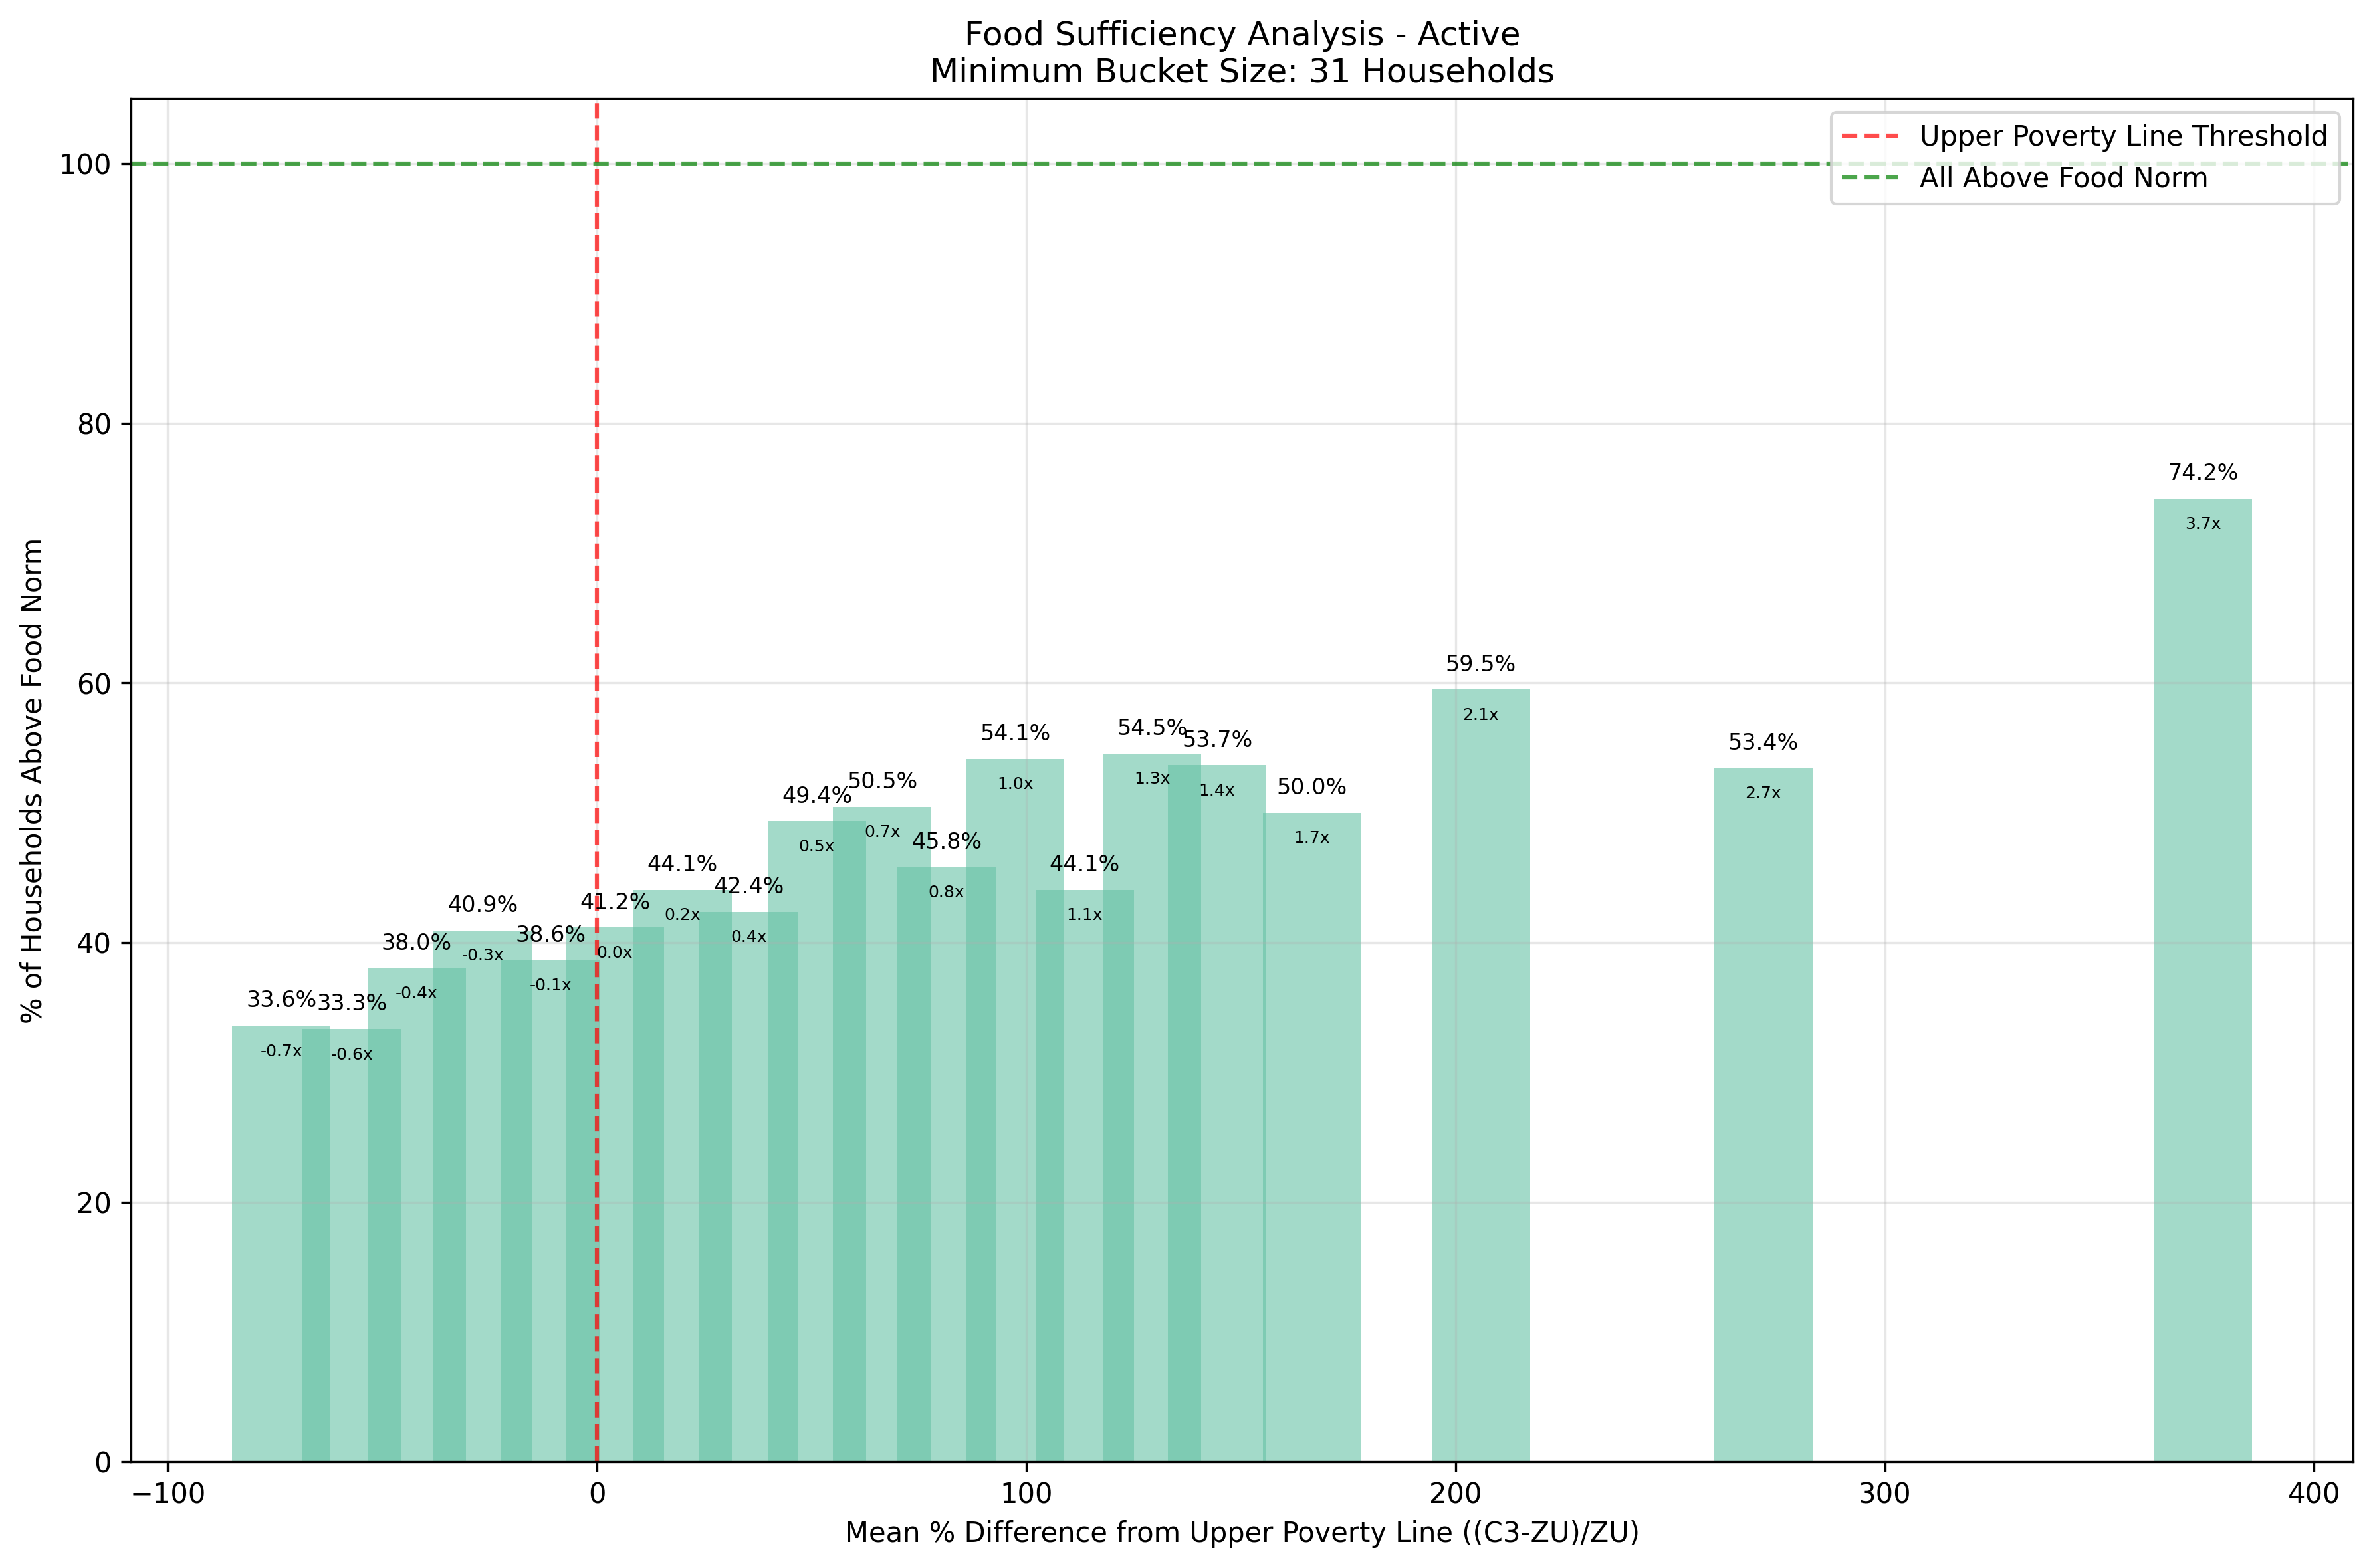 Food Sufficiency Analysis - Active
Minimum Bucket Size: 31 Households
Upper Poverty Line Threshold
All Above Food Norm
% of Households Above Food Norm
100
80
60
40
20
0
33.6%
-0.7x
33.3%
-0.6x
38.0%
-0.4x
40.9%
-0.3x
38.6%
-0.1x
41.2%
0.0x
44.1%
0.2x
42.4%
0.4x
49.4%
0.5x
50.5%
0.7x
45.8%
0.8x
54.1%
1.0x
44.1%
1.1x
54.5%
1.3x
53.7%
1.4x
50.0%
1.7x
59.5%
2.1x
53.4%
2.7x
74.2%
3.7x
−100
0
100
200
300
400
Mean % Difference from Upper Poverty Line ((C3-ZU)/ZU)